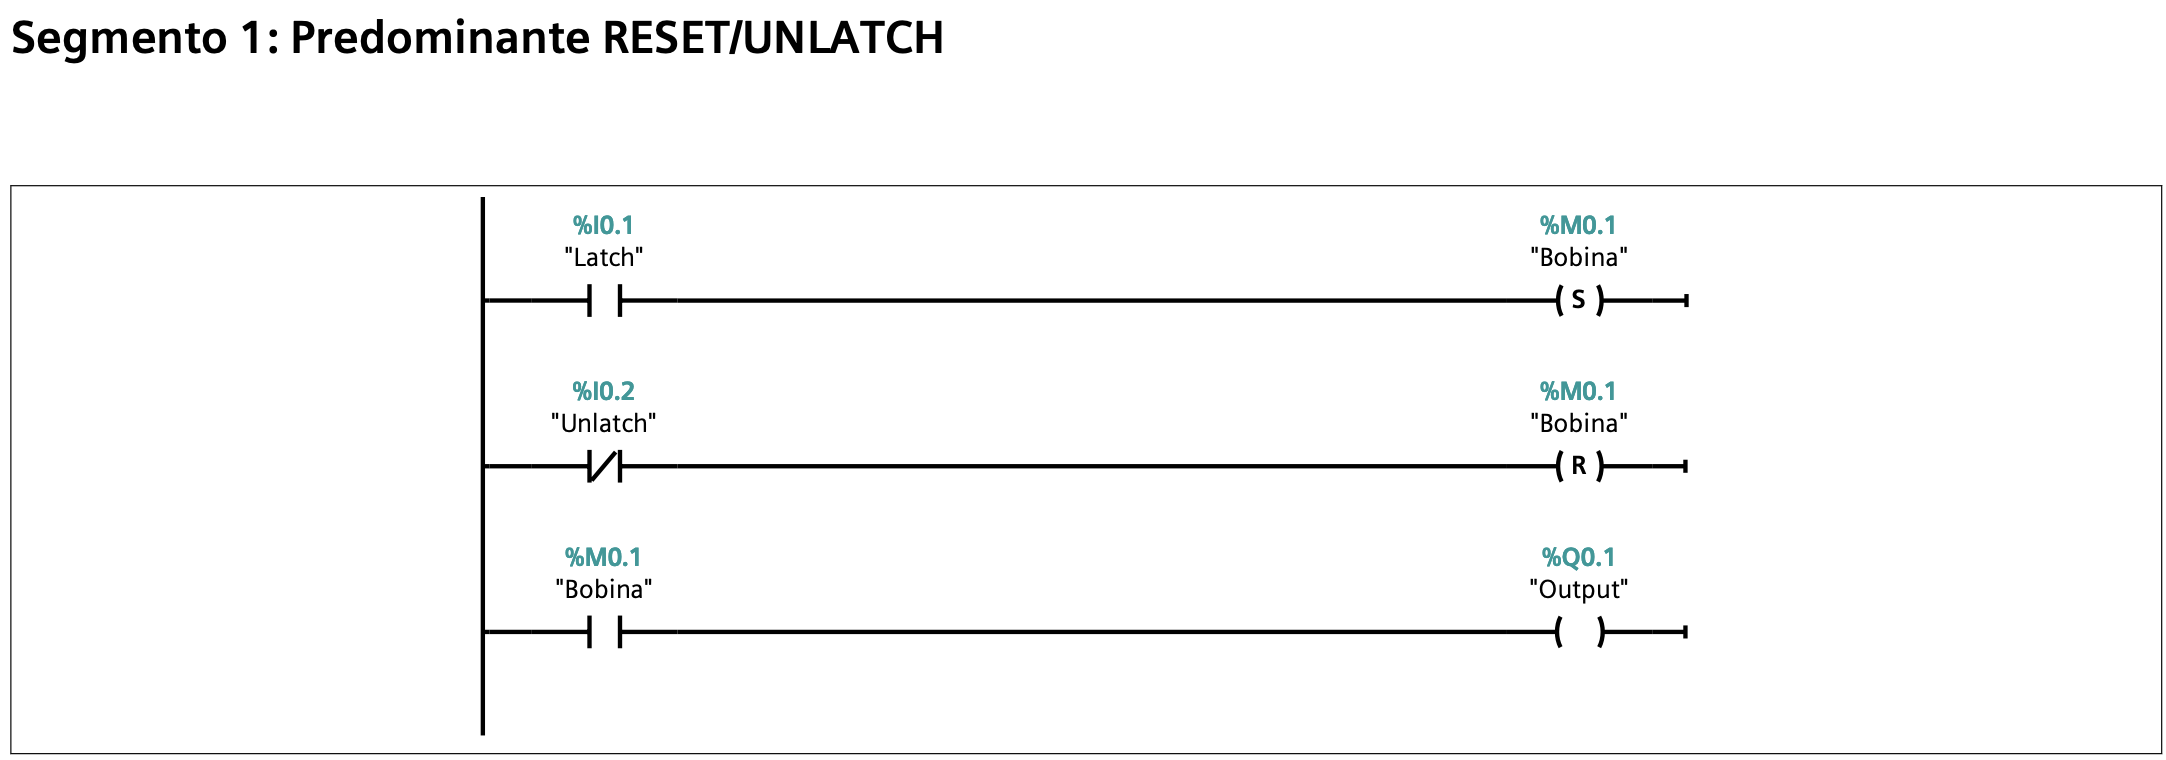 Segmento 1: Predominante RESET/UNLATCH
%I0.1
"Latch"
%M0.1
"Bobina"
S
%I0.2
"Unlatch"
%M0.1
"Bobina"
R
%M0.1
"Bobina"
%Q0.1
"Output"